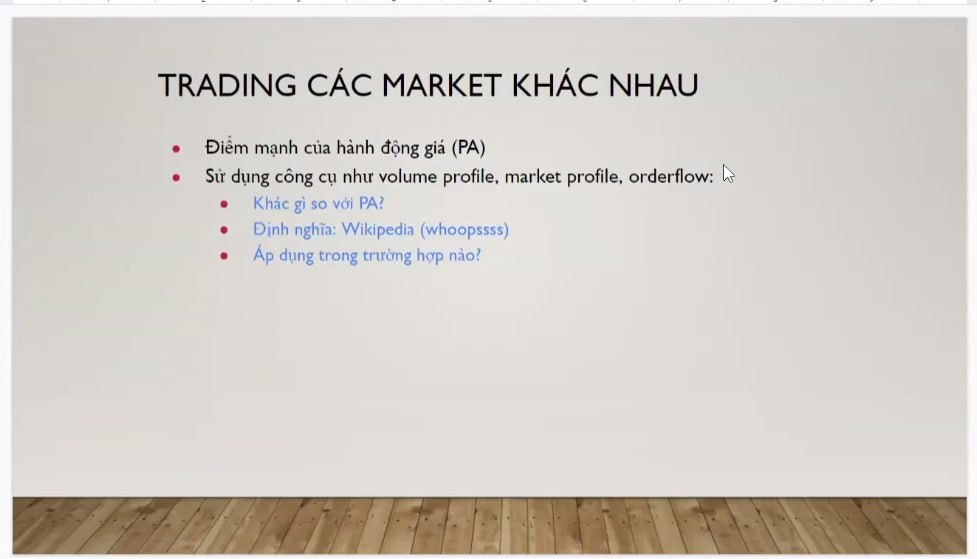 TRADING CÁC MARKET KHÁC NHAU
Điểm mạnh của hành động giá (PA)
Sử dụng công cụ như volume profile, market profile, orderflow:
Khác gì so với PA?
Định nghĩa: Wikipedia (whoopssss)
Áp dụng trong trường hợp nào?